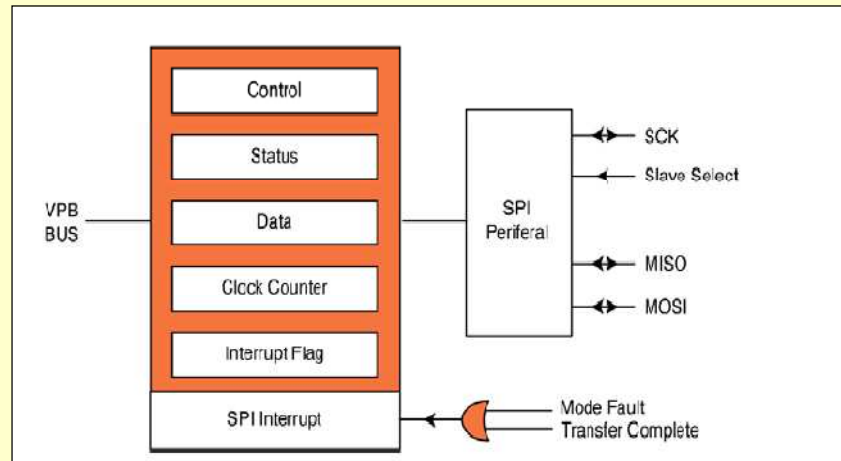 Control
Status
Data
Clock Counter
Interrupt Flag
SPI Interrupt
VPB
BUS
SPI
Periferal
SCK
Slave Select
MISO
MOSI
Mode Fault
Transfer Complete